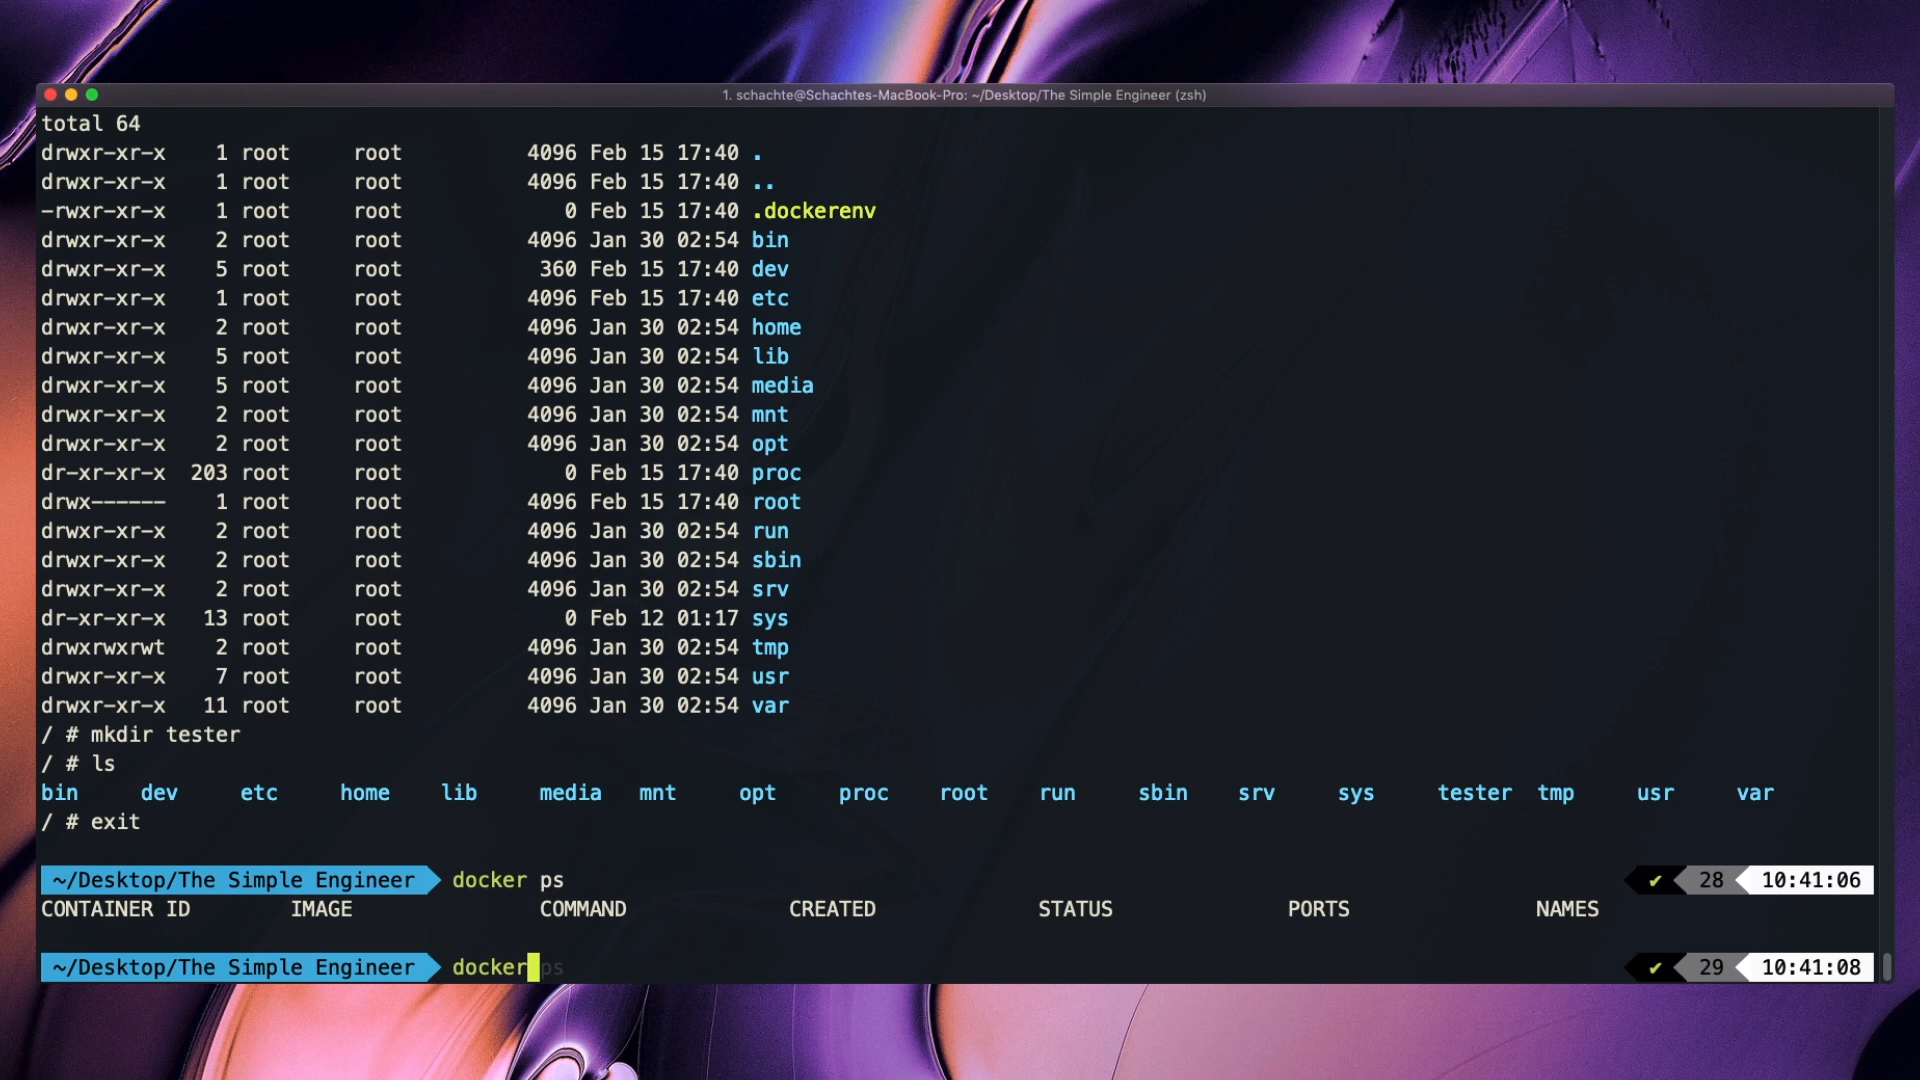 1. schachte@Schachtes-MacBook-Pro: ~/Desktop/The Simple Engineer (zsh)
total 64
drwxr-xr-x    1 root     root          4096 Feb 15 17:40 .
drwxr-xr-x    1 root     root          4096 Feb 15 17:40 ..
-rwxr-xr-x    1 root     root             0 Feb 15 17:40 .dockerenv
drwxr-xr-x    2 root     root          4096 Jan 30 02:54 bin
drwxr-xr-x    5 root     root           360 Feb 15 17:40 dev
drwxr-xr-x    1 root     root          4096 Feb 15 17:40 etc
drwxr-xr-x    2 root     root          4096 Jan 30 02:54 home
drwxr-xr-x    5 root     root          4096 Jan 30 02:54 lib
drwxr-xr-x    5 root     root          4096 Jan 30 02:54 media
drwxr-xr-x    2 root     root          4096 Jan 30 02:54 mnt
drwxr-xr-x    2 root     root          4096 Jan 30 02:54 opt
dr-xr-xr-x  203 root     root             0 Feb 15 17:40 proc
drwx------    1 root     root          4096 Feb 15 17:40 root
drwxr-xr-x    2 root     root          4096 Jan 30 02:54 run
drwxr-xr-x    2 root     root          4096 Jan 30 02:54 sbin
drwxr-xr-x    2 root     root          4096 Jan 30 02:54 srv
dr-xr-xr-x   13 root     root             0 Feb 12 01:17 sys
drwxrwxrwt    2 root     root          4096 Jan 30 02:54 tmp
drwxr-xr-x    7 root     root          4096 Jan 30 02:54 usr
drwxr-xr-x   11 root     root          4096 Jan 30 02:54 var
/ # mkdir tester
/ # ls
bin     dev     etc     home    lib     media   mnt     opt     proc    root    run     sbin    srv     sys     tester  tmp     usr     var
/ # exit
~/Desktop/The Simple Engineer docker ps ✔ 28 10:41:06
CONTAINER ID        IMAGE               COMMAND             CREATED             STATUS              PORTS               NAMES
~/Desktop/The Simple Engineer docker ps ✔ 29 10:41:08